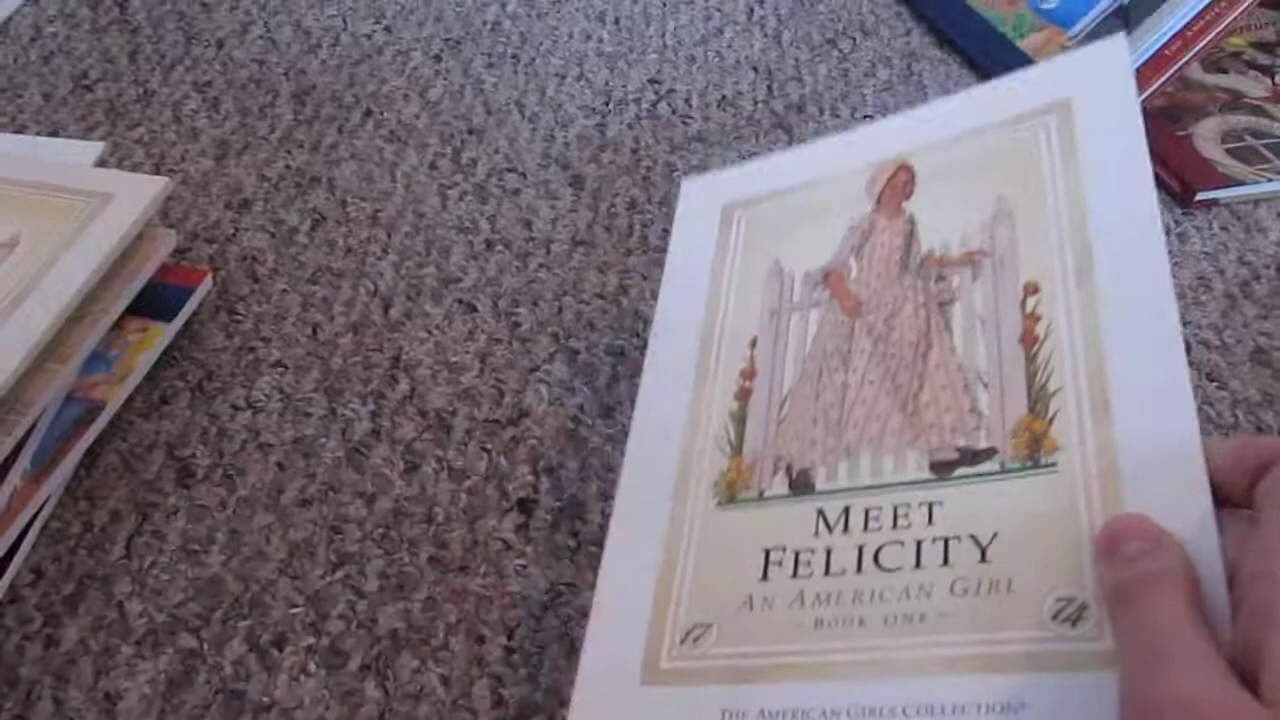 MEET
FELICITY
AN AMERICAN GIRL
~ BOOK ONE ~
17
74
THE AMERICAN GIRLS COLLECTION®